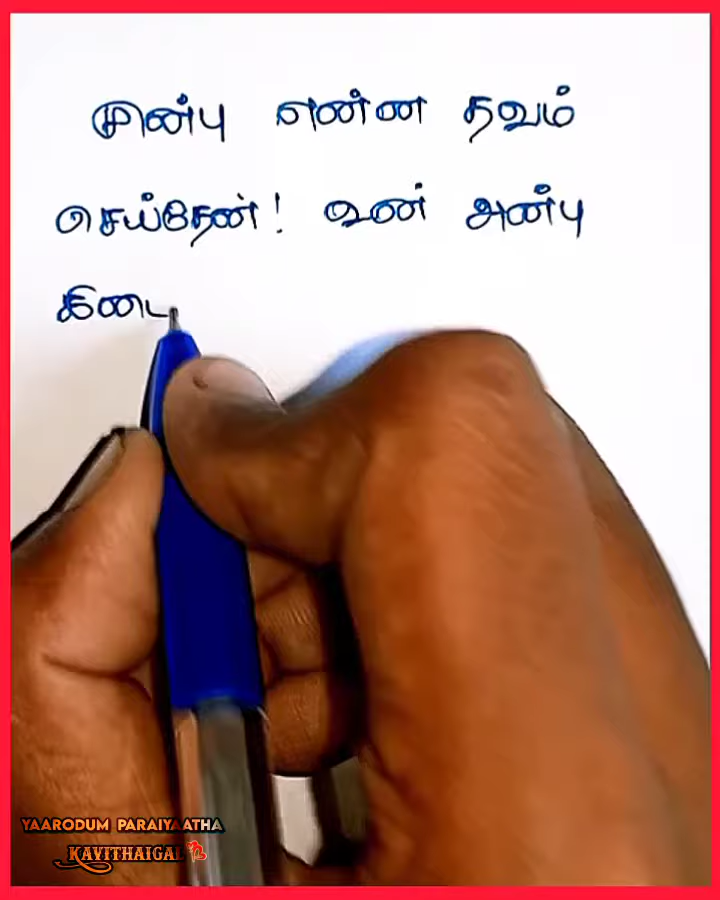 முன்பு என்ன தவம்
செய்தேன்! உன் அன்பு
கிடை
YAARODUM PARAIYAATHA
KAVITHAIGAL